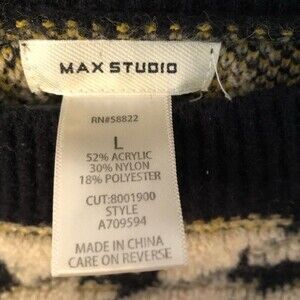 MAX STUDIO
RN#58822
L
52% ACRYLIC
30% NYLON
18% POLYESTER
CUT:8001900
STYLE
A709594
MADE IN CHINA
CARE ON REVERSE